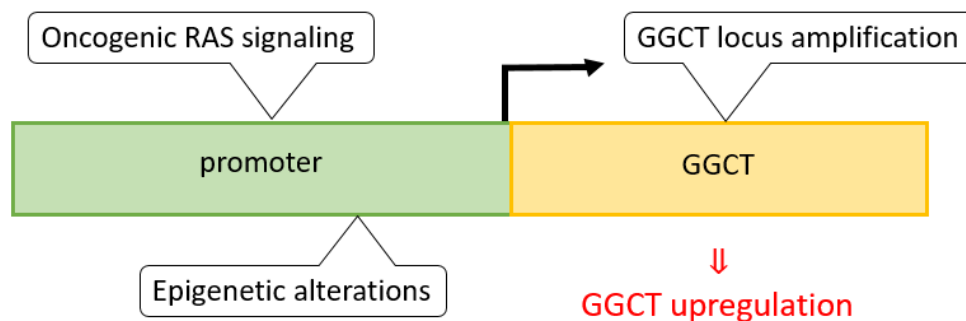 Oncogenic RAS signaling
GGCT locus amplification
promoter
GGCT
Epigenetic alterations
⇓
GGCT upregulation